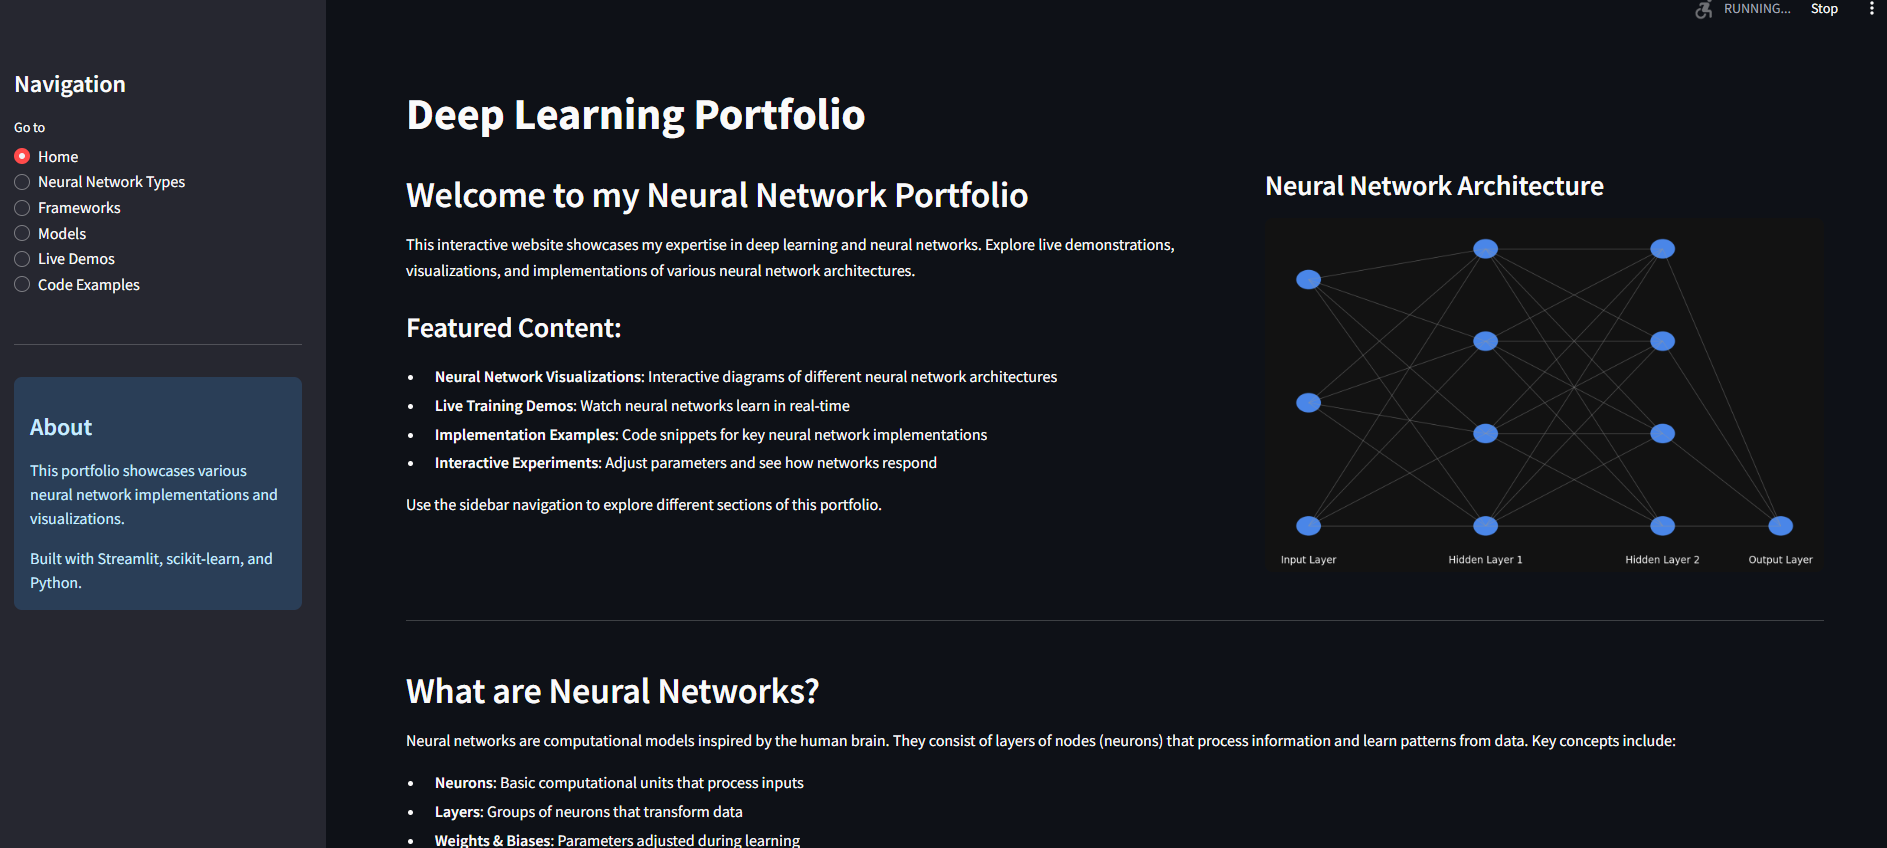 RUNNING...
Stop
Navigation
Go to
Home
Neural Network Types
Frameworks
Models
Live Demos
Code Examples
About
This portfolio showcases various
neural network implementations and
visualizations.
Built with Streamlit, scikit-learn, and
Python.
Deep Learning Portfolio
Welcome to my Neural Network Portfolio
This interactive website showcases my expertise in deep learning and neural networks. Explore live demonstrations,
visualizations, and implementations of various neural network architectures.
Featured Content:
• Neural Network Visualizations: Interactive diagrams of different neural network architectures
• Live Training Demos: Watch neural networks learn in real-time
• Implementation Examples: Code snippets for key neural network implementations
• Interactive Experiments: Adjust parameters and see how networks respond
Use the sidebar navigation to explore different sections of this portfolio.
Neural Network Architecture
Input Layer
Hidden Layer 1
Hidden Layer 2
Output Layer
What are Neural Networks?
Neural networks are computational models inspired by the human brain. They consist of layers of nodes (neurons) that process information and learn patterns from data. Key concepts include:
• Neurons: Basic computational units that process inputs
• Layers: Groups of neurons that transform data
• Weights & Biases: Parameters adjusted during learning